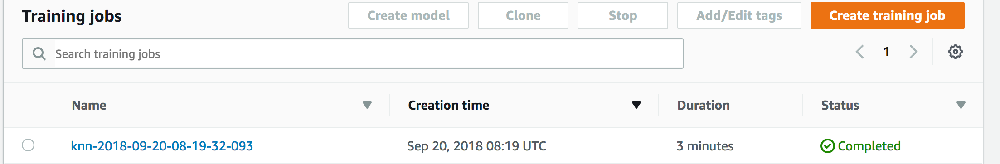 Training jobs Create model Clone Stop Add/Edit tags Create training job
Search training jobs 1
Name Creation time Duration Status
knn-2018-09-20-08-19-32-093 Sep 20, 2018 08:19 UTC 3 minutes Completed